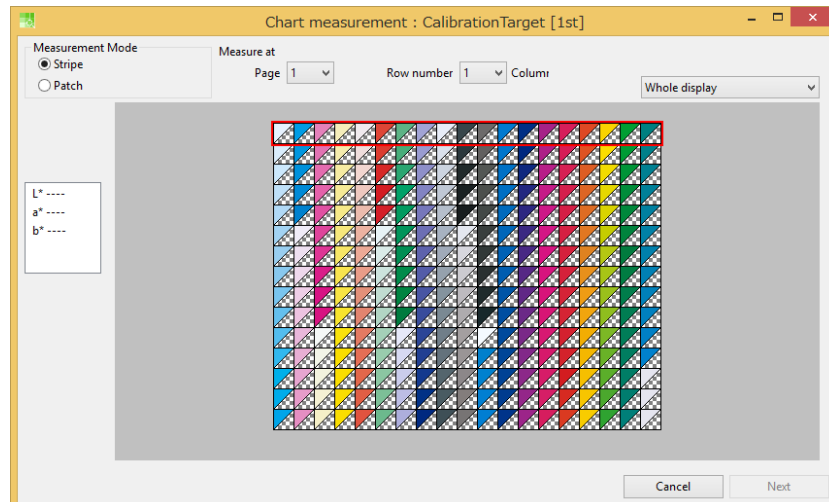 Chart measurement : CalibrationTarget [1st]
Measurement Mode
Stripe
Patch
Measure at
Page 1
Row number 1
Colum
Whole display
L* ----
a* ----
b* ----
Cancel
Next